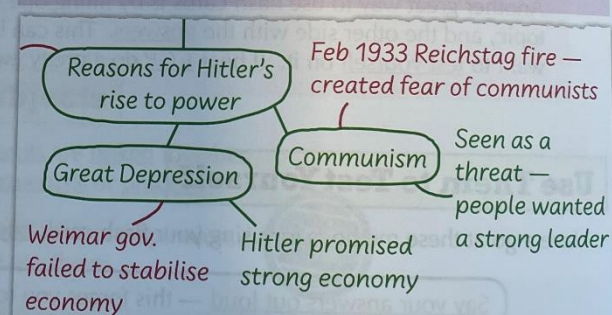 Reasons for Hitler's
rise to power
Feb 1933 Reichstag fire —
created fear of communists
Communism
Seen as a
threat —
people wanted
a strong leader
Great Depression
Weimar gov.
failed to stabilise
economy
Hitler promised
strong economy